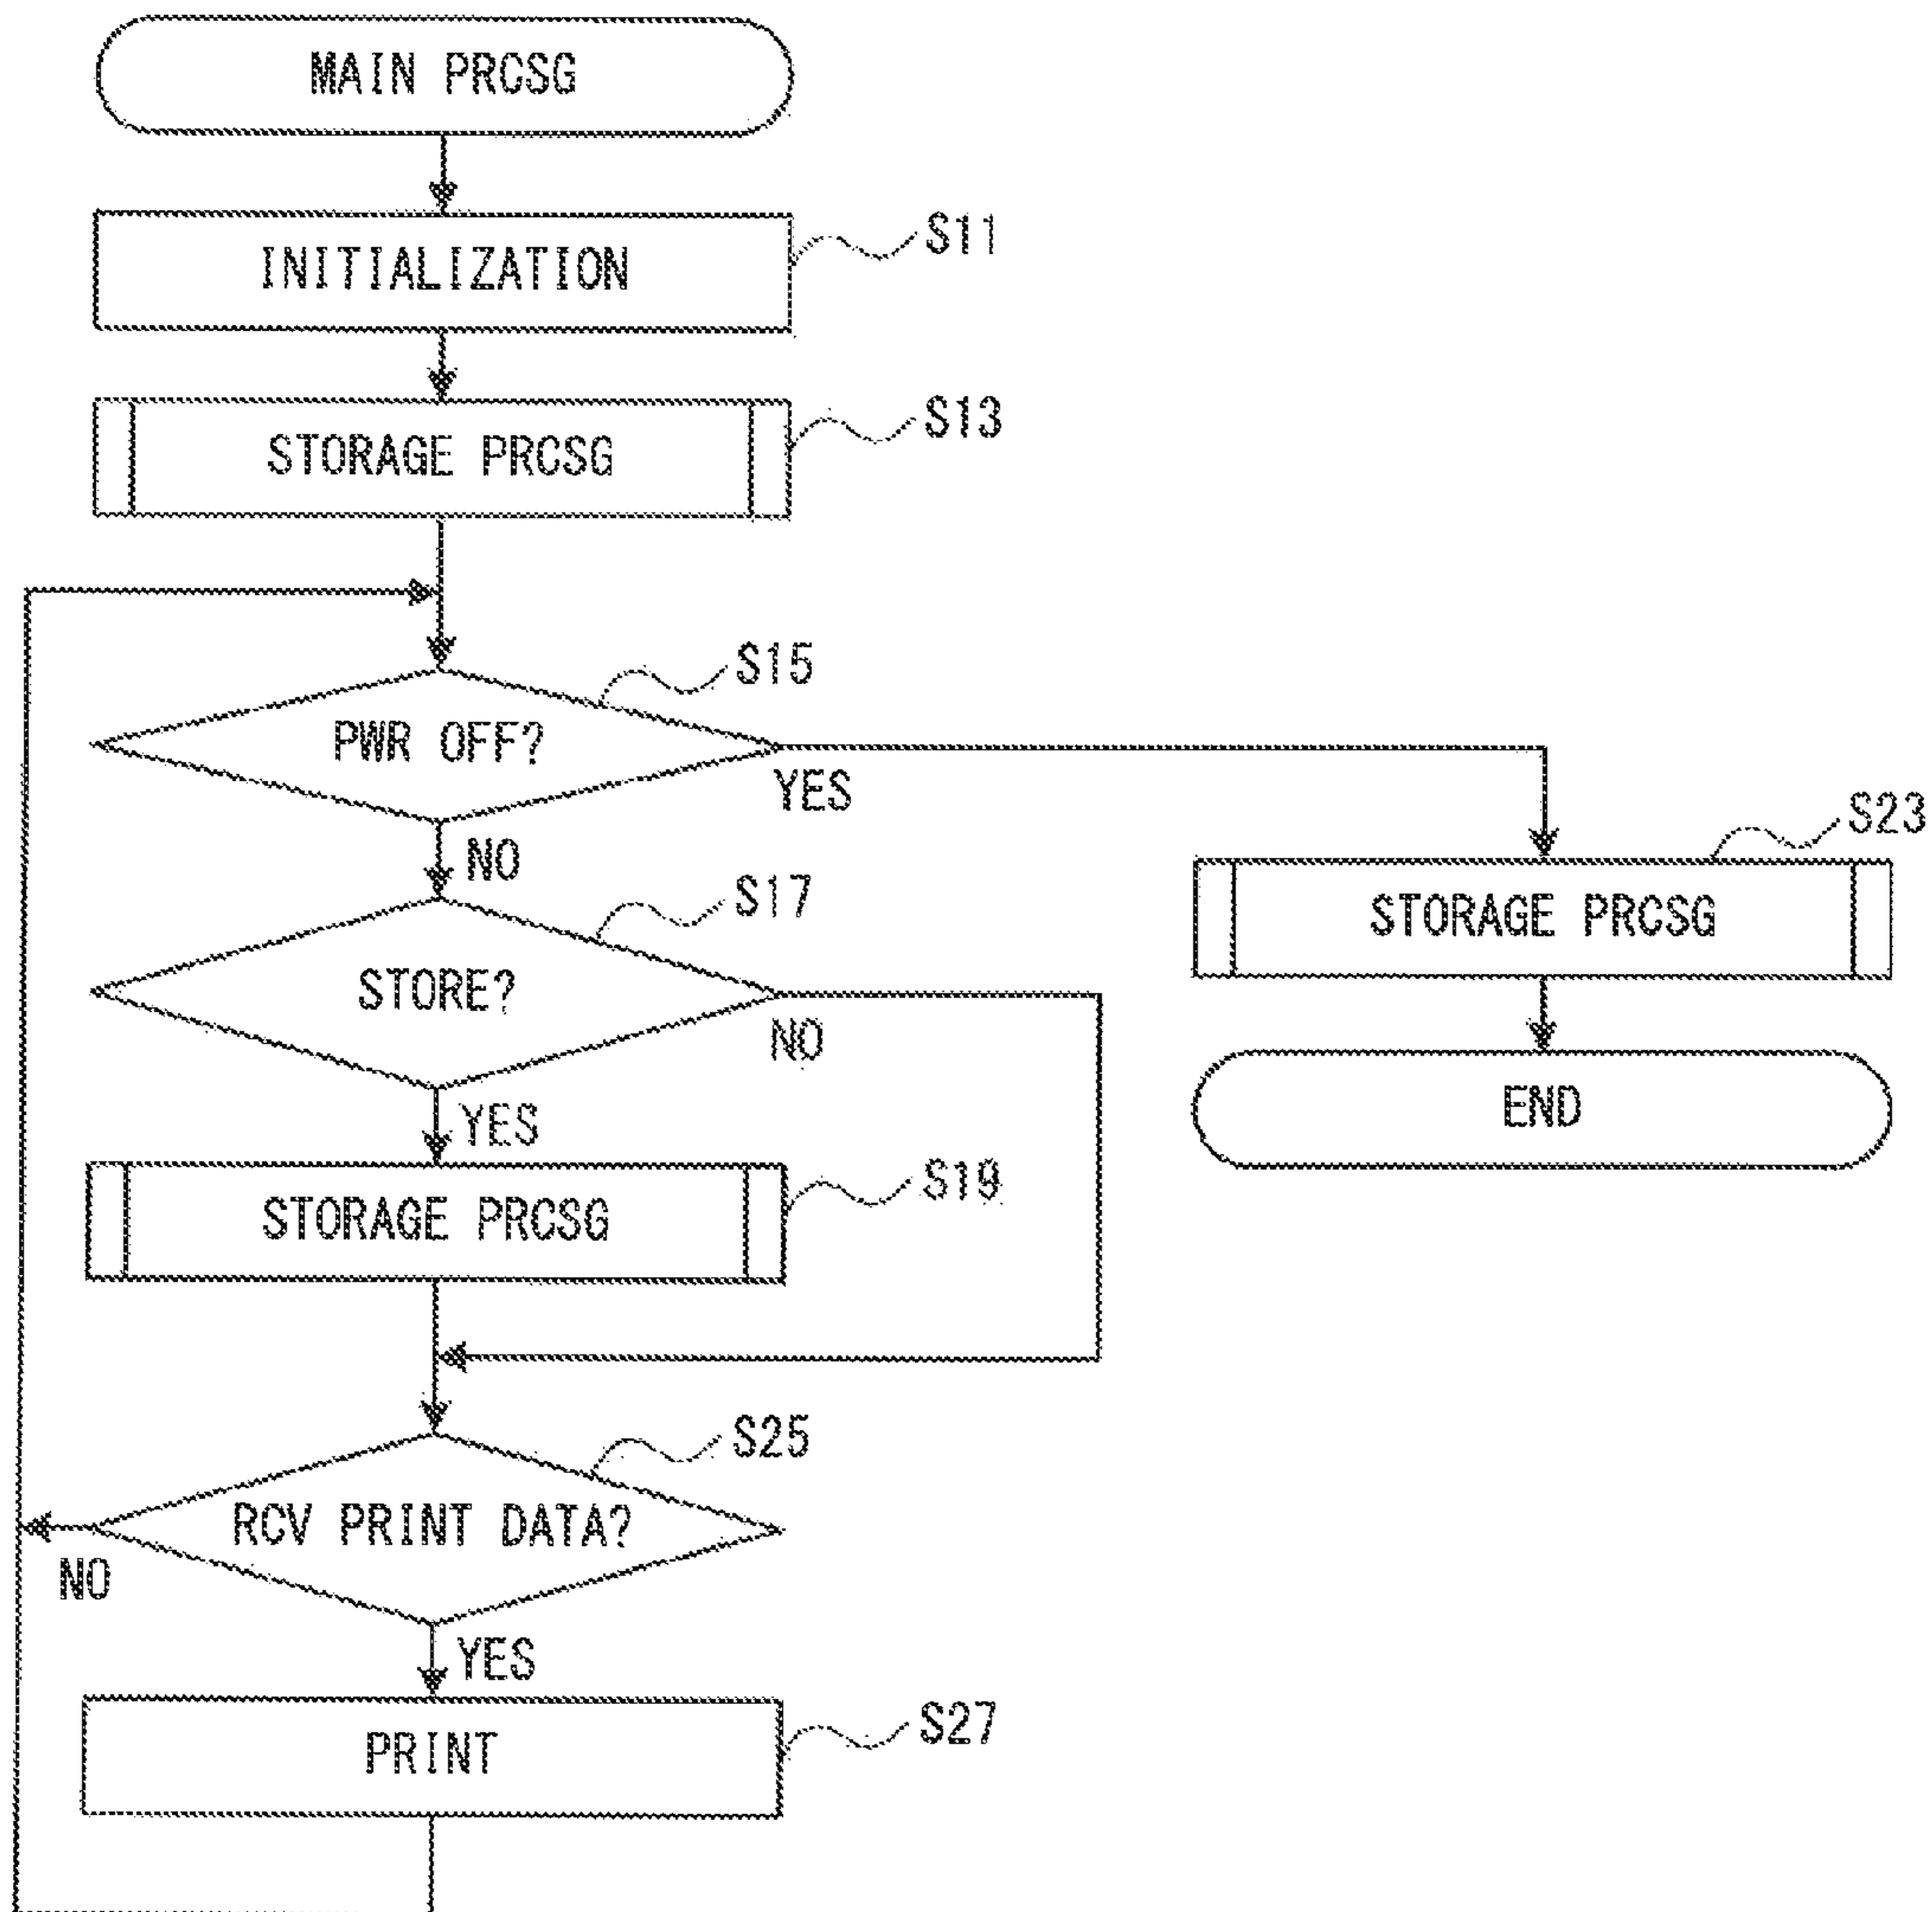 MAIN PRCSG
INITIALIZATION
S11
STORAGE PRCSG
S13
PWR OFF?
S15
YES
NO
STORE?
S17
NO
YES
STORAGE PRCSG
S19
STORAGE PRCSG
S23
END
RCV PRINT DATA?
S25
NO
YES
PRINT
S27